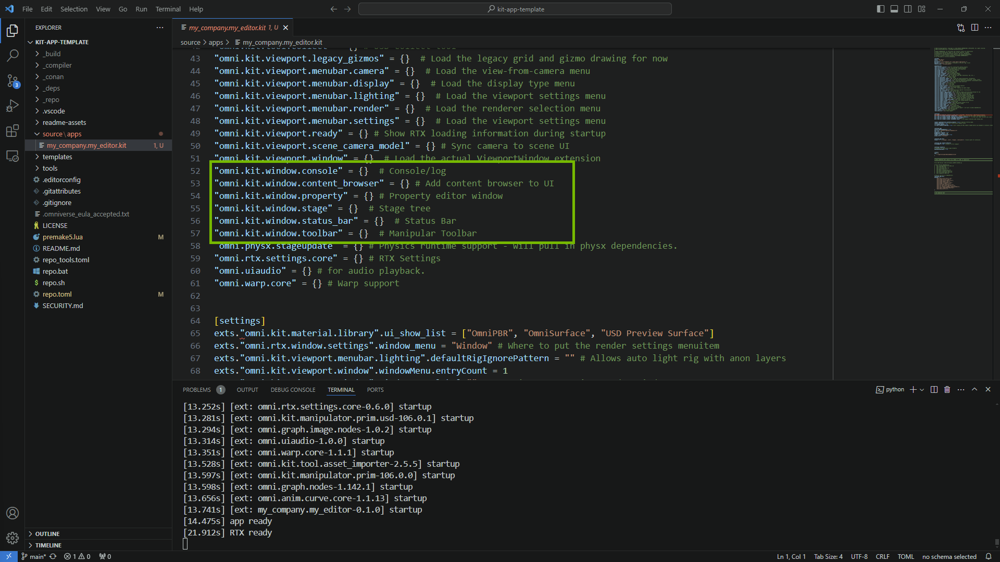 File Edit Selection View Go Run Terminal Help
kit-app-template
EXPLORER
KIT-APP-TEMPLATE
_build
_compiler
_conan
_deps
_repo
.vscode
readme-assets
source\apps
my_company.my_editor.kit 1, U
templates
tools
.editorconfig
.gitattributes
.gitignore
.omniverse_eula_accepted.txt
LICENSE
premake5.lua M
README.md
repo_tools.toml
repo.bat
repo.sh
repo.toml M
SECURITY.md
OUTLINE
TIMELINE
3
my_company.my_editor.kit 1, U
source > apps > my_company.my_editor.kit
43 "omni.kit.viewport.legacy_gizmos" = {} # Load the legacy grid and gizmo drawing for now
44 "omni.kit.viewport.menubar.camera" = {} # Load the view-from-camera menu
45 "omni.kit.viewport.menubar.display" = {} # Load the display type menu
46 "omni.kit.viewport.menubar.lighting" = {} # Load the viewport settings menu
47 "omni.kit.viewport.menubar.render" = {} # Load the renderer selection menu
48 "omni.kit.viewport.menubar.settings" = {} # Load the viewport settings menu
49 "omni.kit.viewport.ready" = {} # Show RTX loading information during startup
50 "omni.kit.viewport.scene_camera_model" = {} # Sync camera to scene UI
51 "omni.kit.viewport.window" = {} # Load the actual ViewportWindow extension
52 "omni.kit.window.console" = {} # Console/log
53 "omni.kit.window.content_browser" = {} # Add content browser to UI
54 "omni.kit.window.property" = {} # Property editor window
55 "omni.kit.window.stage" = {} # Stage tree
56 "omni.kit.window.status_bar" = {} # Status Bar
57 "omni.kit.window.toolbar" = {} # Manipular Toolbar
58 "omni.physx.stageupdate" = {} # Physics runtime support - will pull in physx dependencies.
59 "omni.rtx.settings.core" = {} # RTX Settings
60 "omni.uiaudio" = {} # for audio playback.
61 "omni.warp.core" = {} # Warp support
62
63
64 [settings]
65 exts."omni.kit.material.library".ui_show_list = ["OmniPBR", "OmniSurface", "USD Preview Surface"]
66 exts."omni.rtx.window.settings".window_menu = "Window" # Where to put the render settings menuitem
67 exts."omni.kit.viewport.menubar.lighting".defaultRigIgnorePattern = "" # Allows auto light rig with anon layers
68 exts."omni.kit.viewport.window".windowMenu.entryCount = 1
PROBLEMS 1 OUTPUT DEBUG CONSOLE TERMINAL PORTS
python
[13.252s] [ext: omni.rtx.settings.core-0.6.0] startup
[13.281s] [ext: omni.kit.manipulator.prim.usd-106.0.1] startup
[13.294s] [ext: omni.graph.image.nodes-1.0.2] startup
[13.314s] [ext: omni.uiaudio-1.0.0] startup
[13.351s] [ext: omni.warp.core-1.1.1] startup
[13.528s] [ext: omni.kit.tool.asset_importer-2.5.5] startup
[13.597s] [ext: omni.kit.manipulator.prim-106.0.0] startup
[13.598s] [ext: omni.graph.nodes-1.142.1] startup
[13.656s] [ext: omni.anim.curve.core-1.1.13] startup
[13.741s] [ext: my_company.my_editor-0.1.0] startup
[14.475s] app ready
[21.912s] RTX ready
main* 1 0 0
Ln 1, Col 1 Tab Size: 4 UTF-8 CRLF TOML no schema selected